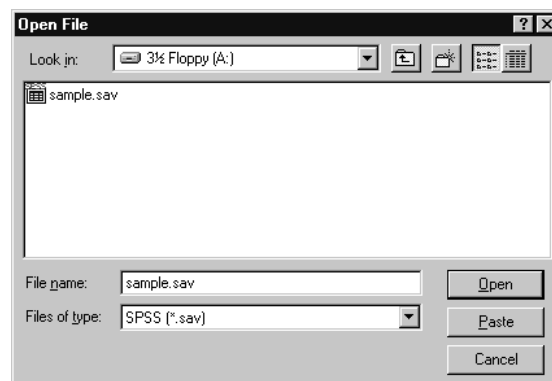 Open File
Look in: 3½ Floppy (A:)
sample.sav
File name: sample.sav
Open
Files of type: SPSS (*.sav)
Paste
Cancel